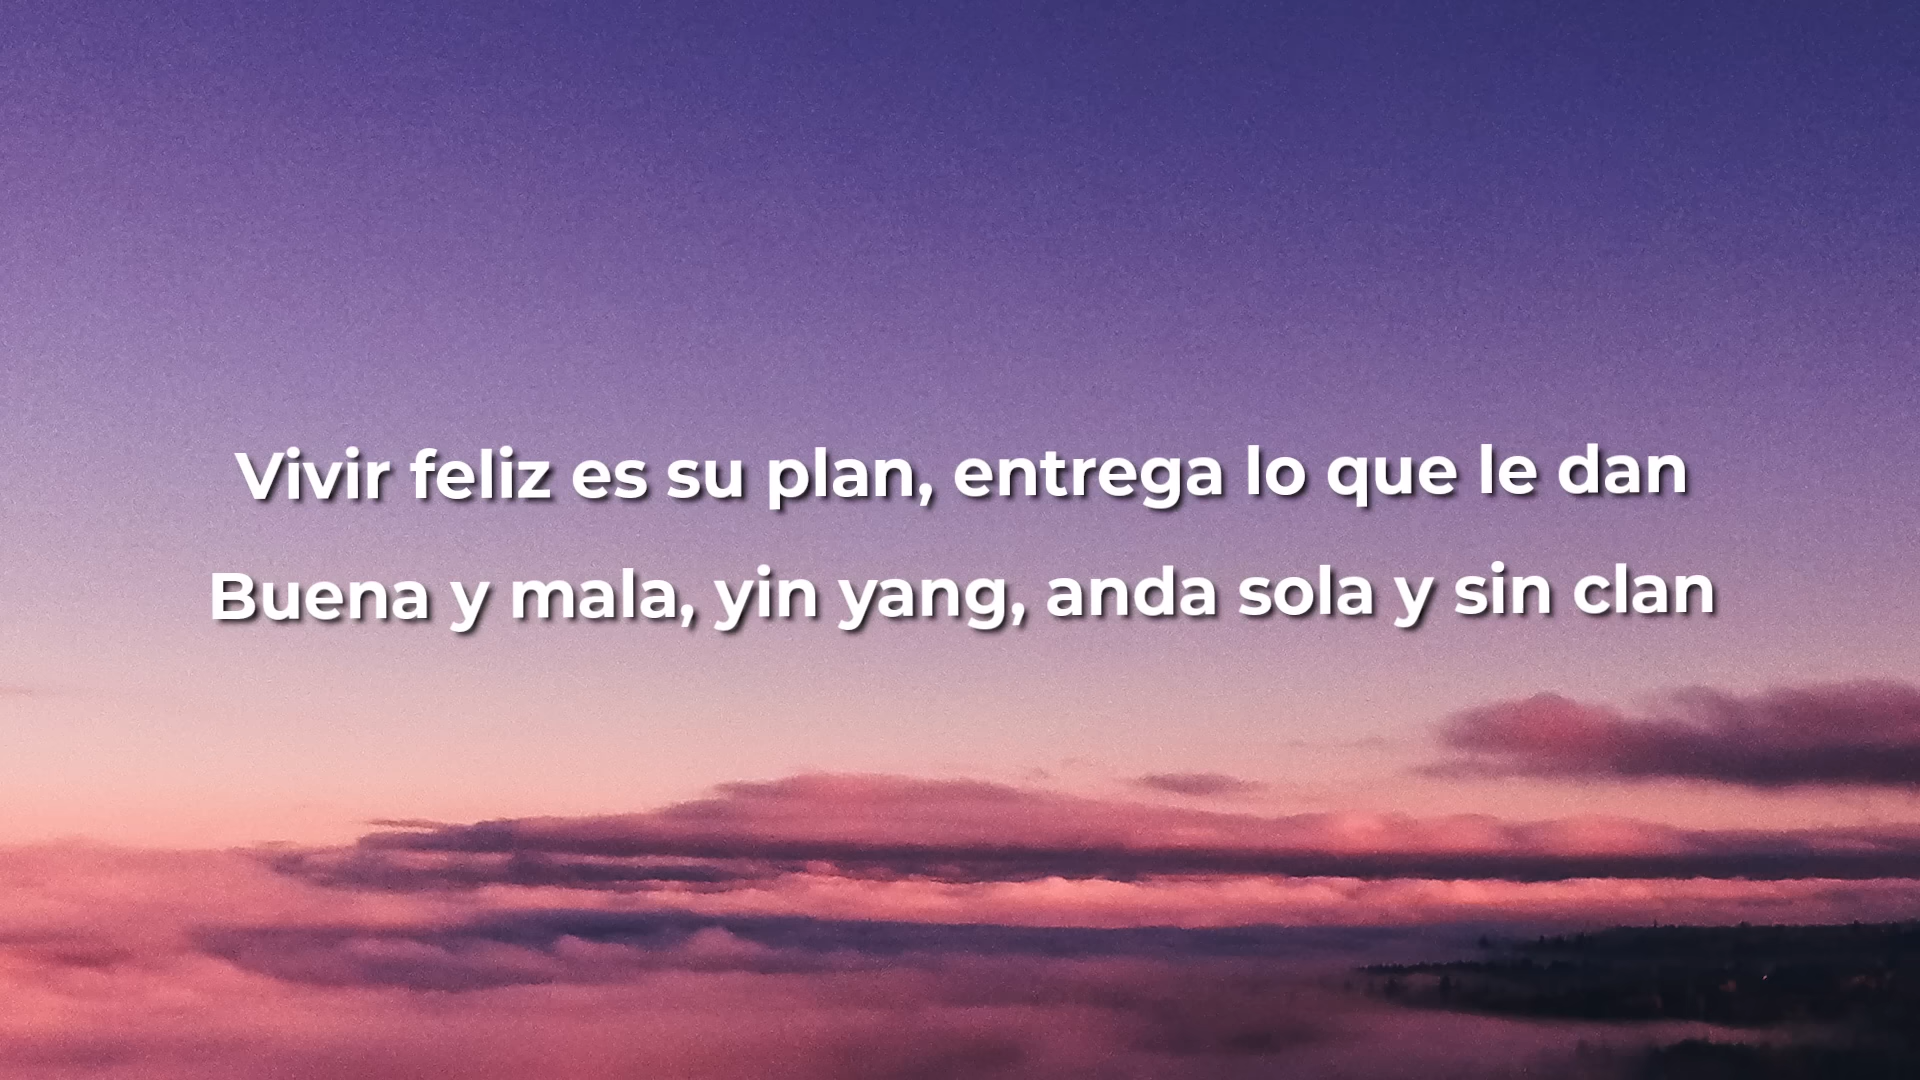 Vivir feliz es su plan, entrega lo que le dan
Buena y mala, yin yang, anda sola y sin clan